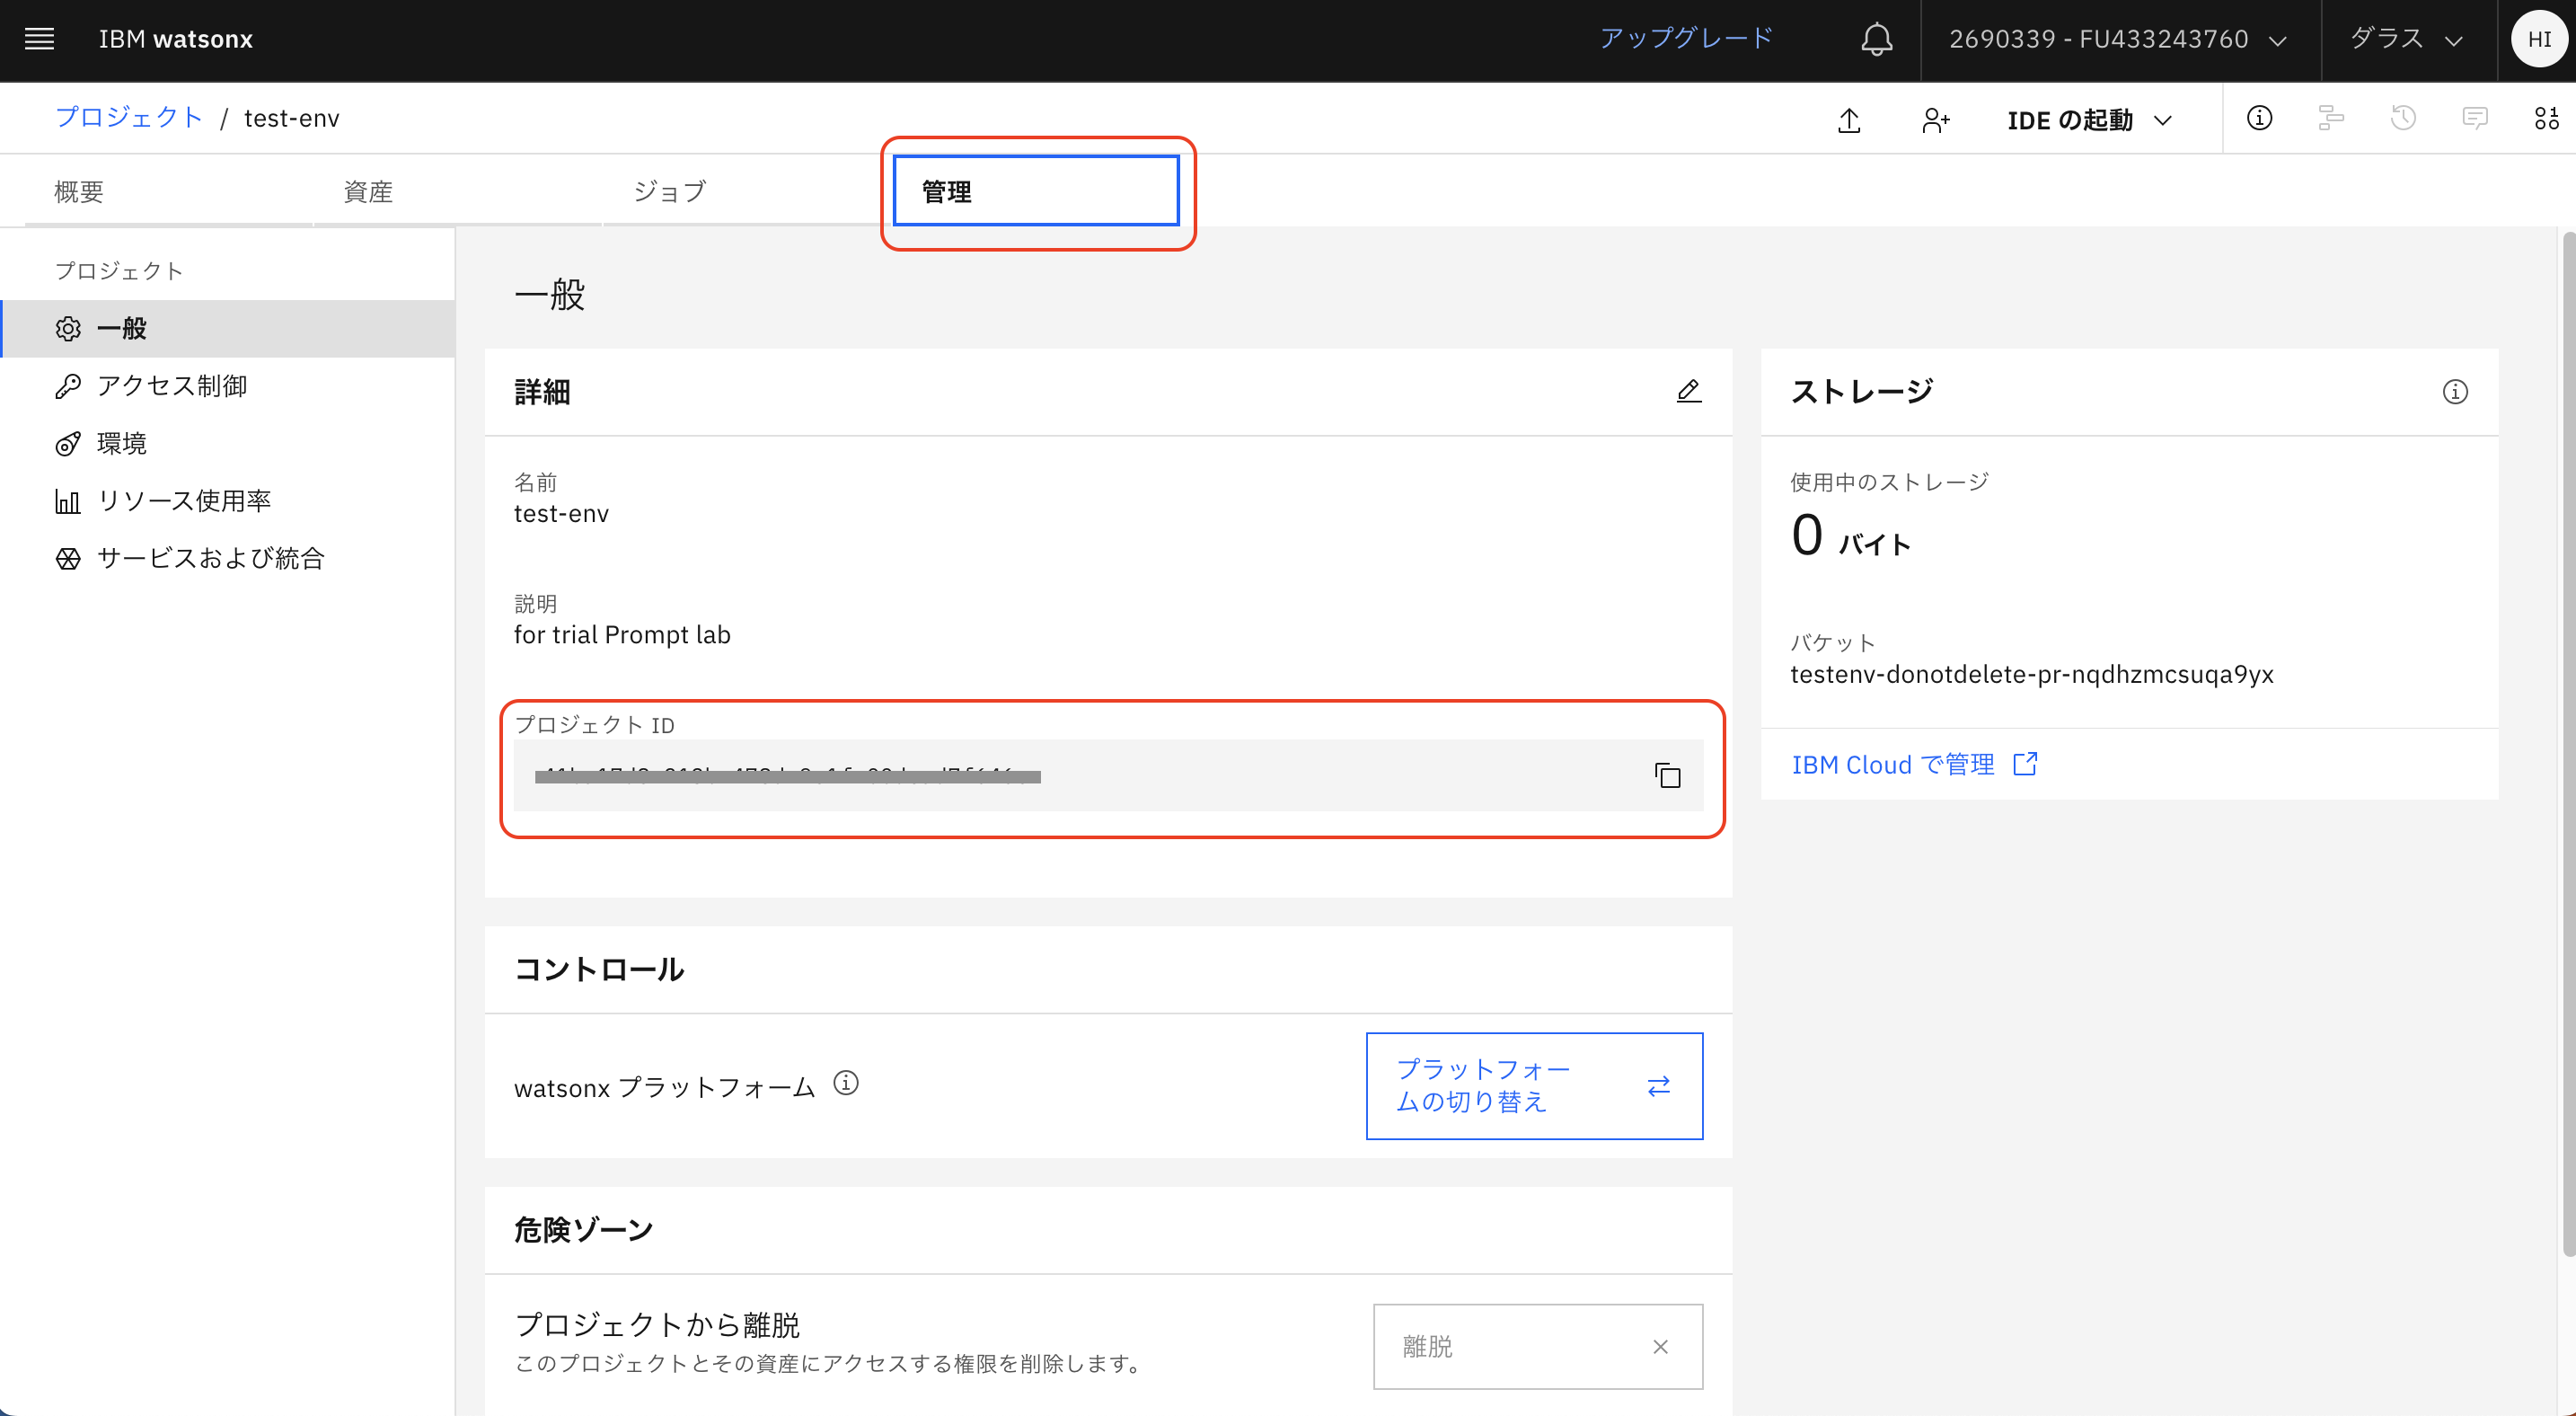 IBM watsonx
アップグレード
2690339 - FU433243760
ダラス
HI
プロジェクト / test-env
IDE の起動
概要
資産
ジョブ
管理
プロジェクト
一般
アクセス制御
環境
リソース使用率
サービスおよび統合
一般
詳細
名前
test-env
説明
for trial Prompt lab
プロジェクト ID
コントロール
watsonx プラットフォーム
プラットフォー
ムの切り替え
危険ゾーン
プロジェクトから離脱
このプロジェクトとその資産にアクセスする権限を削除します。
離脱
ストレージ
使用中のストレージ
0 バイト
バケット
testenv-donotdelete-pr-nqdhzmcsuqa9yx
IBM Cloud で管理